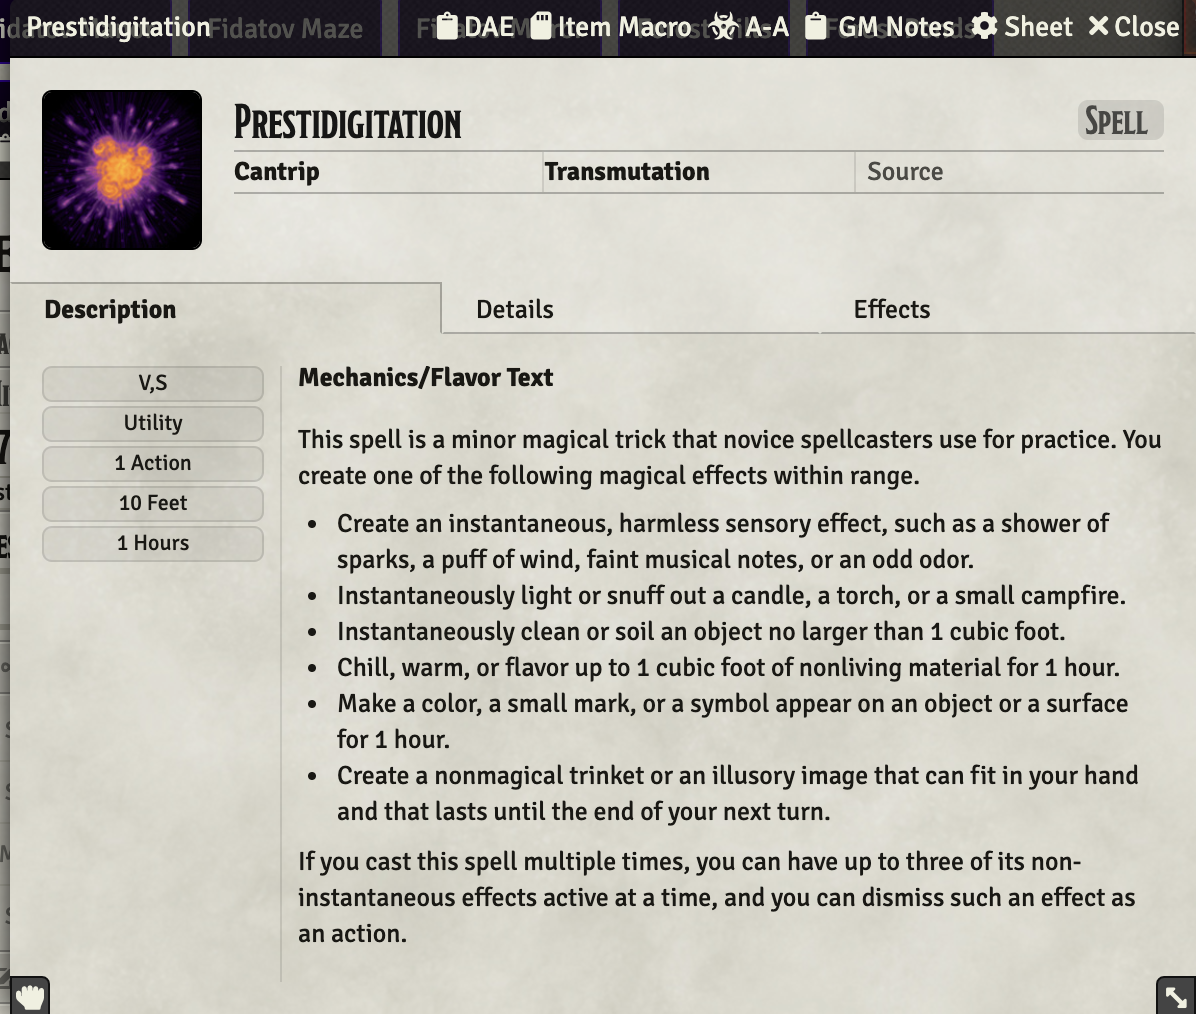 Prestidigitation DAE Item Macro A-A GM Notes Sheet Close
Fidatov Maze
Prestidigitation
Spell
Cantrip Transmutation Source
Description Details Effects
V,S
Utility
1 Action
10 Feet
1 Hours
Mechanics/Flavor Text
This spell is a minor magical trick that novice spellcasters use for practice. You
create one of the following magical effects within range.
• Create an instantaneous, harmless sensory effect, such as a shower of
sparks, a puff of wind, faint musical notes, or an odd odor.
• Instantaneously light or snuff out a candle, a torch, or a small campfire.
• Instantaneously clean or soil an object no larger than 1 cubic foot.
• Chill, warm, or flavor up to 1 cubic foot of nonliving material for 1 hour.
• Make a color, a small mark, or a symbol appear on an object or a surface
for 1 hour.
• Create a nonmagical trinket or an illusory image that can fit in your hand
and that lasts until the end of your next turn.
If you cast this spell multiple times, you can have up to three of its non-
instantaneous effects active at a time, and you can dismiss such an effect as
an action.